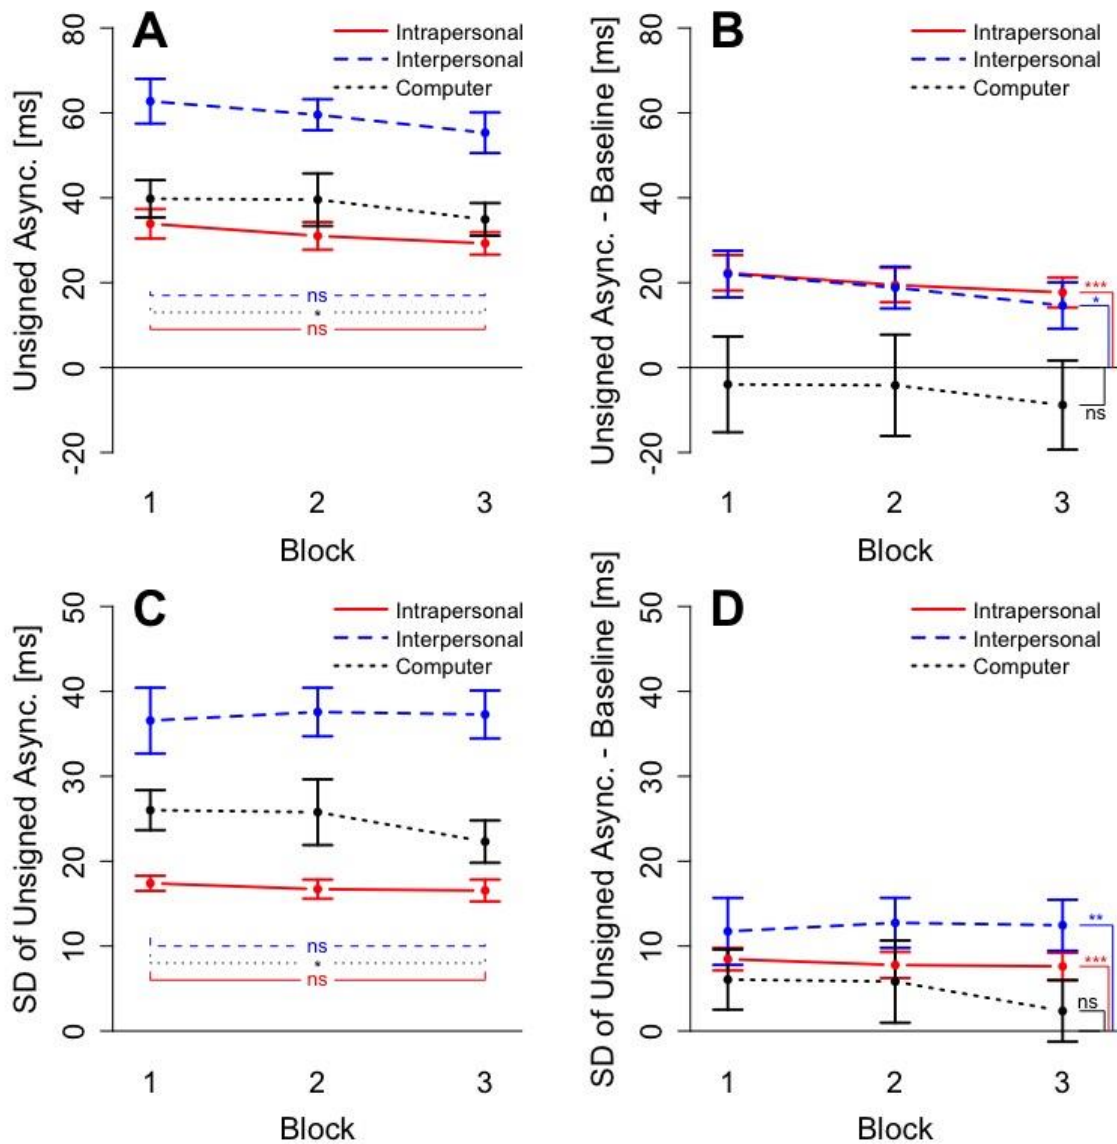 A
Unsigned Async. [ms]
80
60
40
20
0
-20
Intrapersonal
Interpersonal
Computer
ns
*
ns
1 2 3
Block
B
Unsigned Async. - Baseline [ms]
80
60
40
20
0
-20
Intrapersonal
Interpersonal
Computer
***
*
ns
1 2 3
Block
C
SD of Unsigned Async. [ms]
50
40
30
20
10
0
Intrapersonal
Interpersonal
Computer
ns
*
ns
1 2 3
Block
D
SD of Unsigned Async. - Baseline [ms]
50
40
30
20
10
0
Intrapersonal
Interpersonal
Computer
**
***
ns
1 2 3
Block